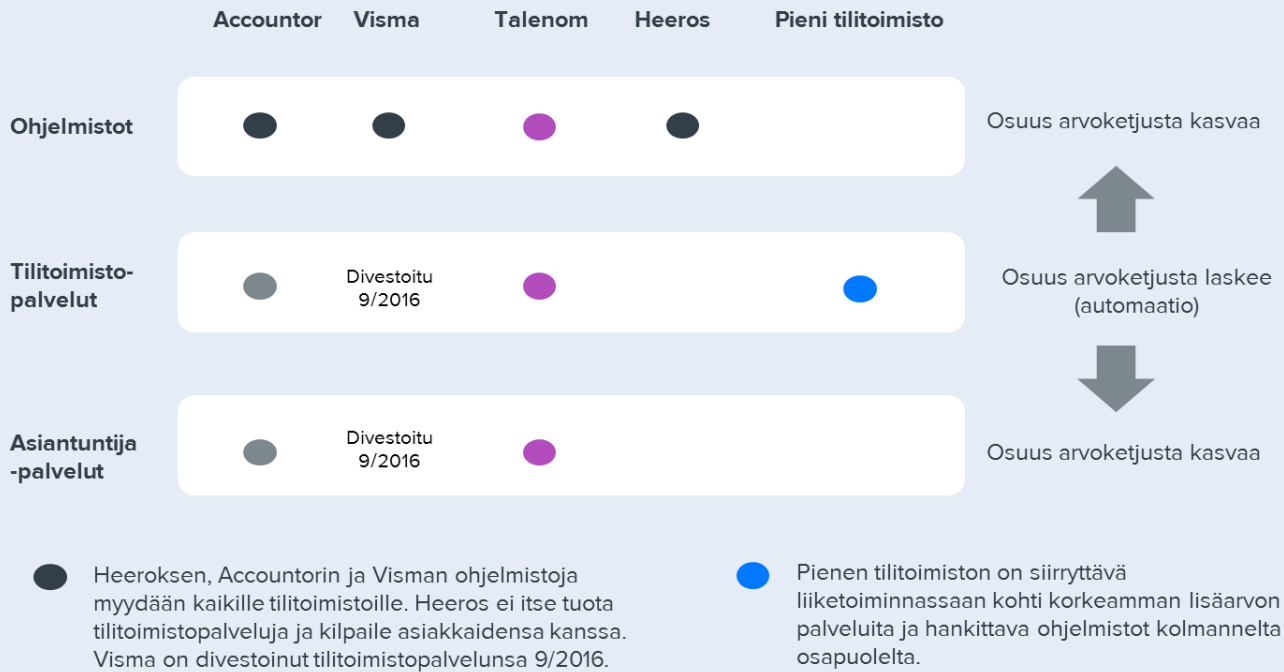 Accountor Visma Talenom Heeros Pieni tilitoimisto
Ohjelmistot
Osuus arvoketjusta kasvaa
Tilitoimisto-
palvelut
Divestoitu
9/2016
Osuus arvoketjusta laskee
(automaatio)
Asiantuntija
-palvelut
Divestoitu
9/2016
Osuus arvoketjusta kasvaa
Heeroksen, Accountorin ja Visman ohjelmistoja
myydään kaikille tilitoimistoille. Heeros ei itse tuota
tilitoimistopalveluja ja kilpaile asiakkaidensa kanssa.
Visma on divestoinut tilitoimistopalvelunsa 9/2016.
Pienen tilitoimiston on siirryttävä
liiketoiminnassaan kohti korkeamman lisäarvon
palveluita ja hankittava ohjelmistot kolmannelta
osapuolelta.